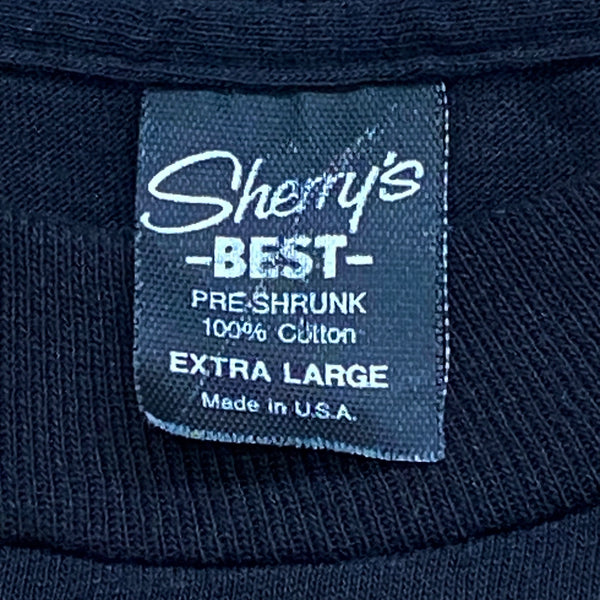 Sherry's
-BEST-
PRE-SHRUNK
100% Cotton
EXTRA LARGE
Made in U.S.A.